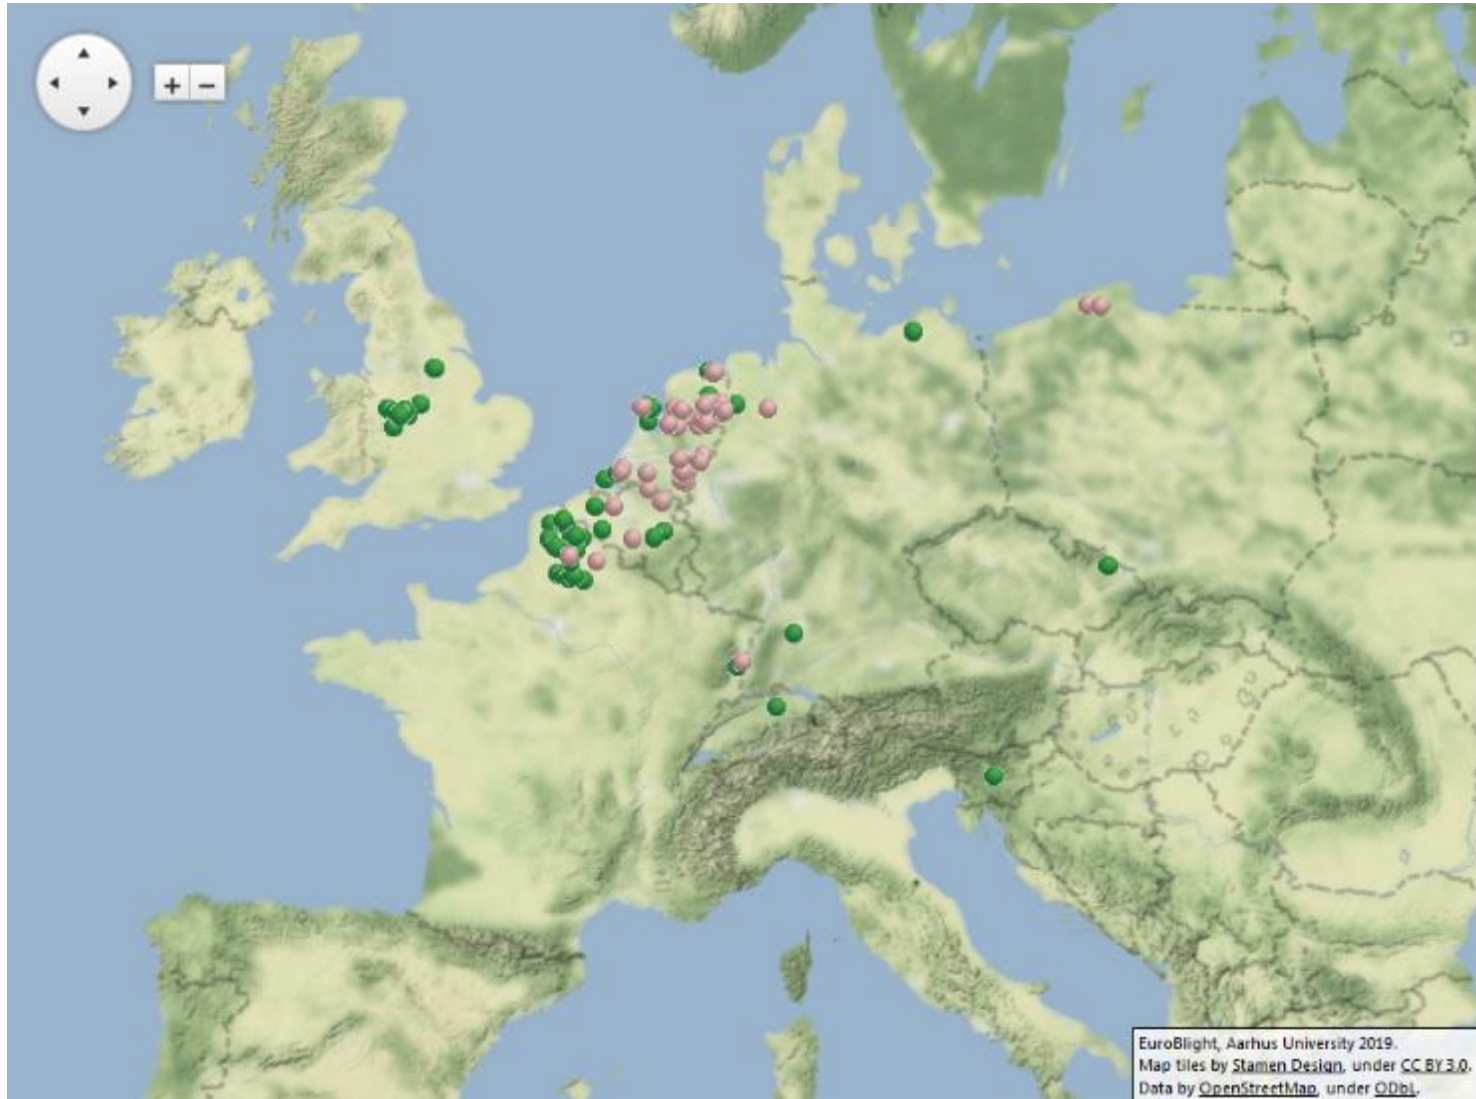 + −
EuroBlight, Aarhus University 2019.
Map tiles by Stamen Design, under CC BY 3.0.
Data by OpenStreetMap, under ODbL.